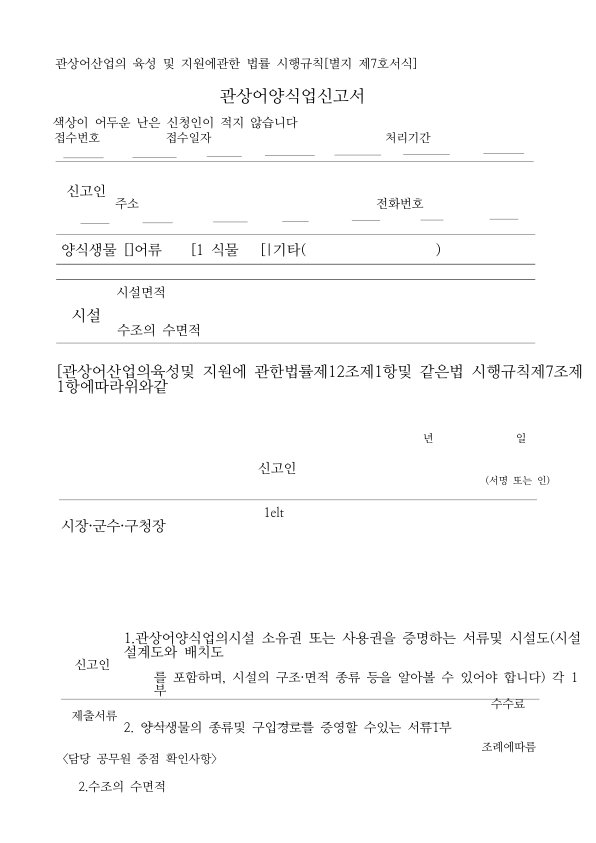 관상어산업의 육성 및 지원에관한 법률 시행규칙[별지 제7호서식]
관상어양식업신고서
색상이 어두운 난은 신청인이 적지 않습니다
접수번호 접수일자 처리기간
신고인
주소 전화번호
양식생물 []어류 [1 식물 [|기타( )
시설면적
시설
수조의 수면적
[관상어산업의육성및 지원에 관한법률제12조제1항및 같은법 시행규칙제7조제
1항에따라위와같
년 일
신고인
(서명 또는 인)
1elt
시장·군수·구청장
1.관상어양식업의시설 소유권 또는 사용권을 증명하는 서류및 시설도(시설
설계도와 배치도
신고인
를 포함하며, 시설의 구조·면적 종류 등을 알아볼 수 있어야 합니다) 각 1
부
수수료
제출서류
2. 양식생물의 종류및 구입경로를 증영할 수있는 서류1부
조례에따름
<담당 공무원 중점 확인사항>
2.수조의 수면적